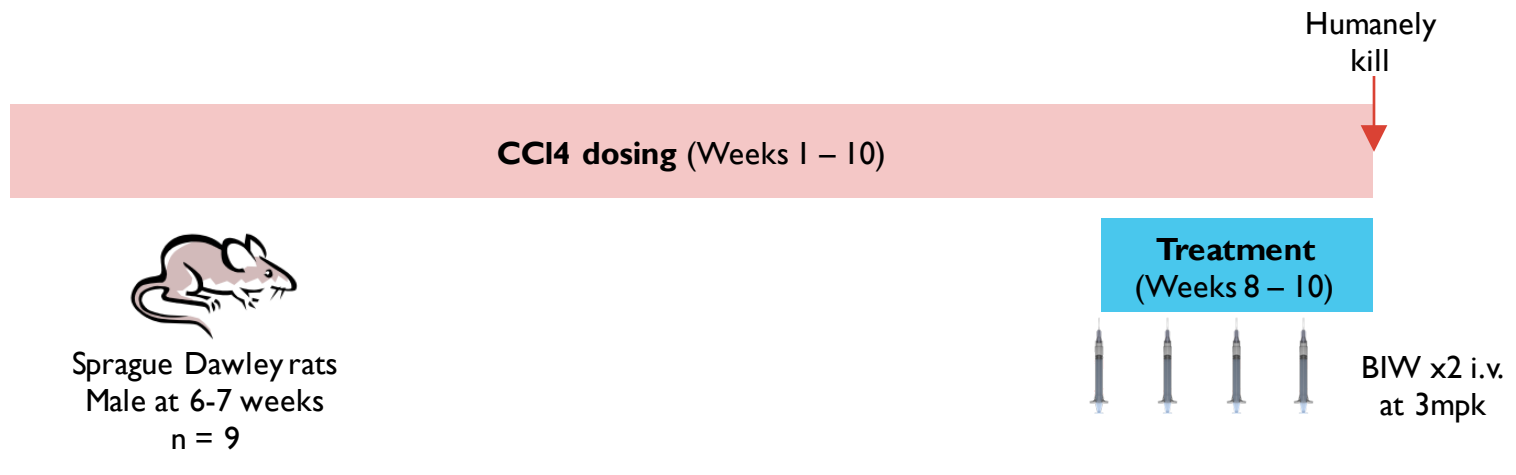 Humanely
kill
CCl4 dosing (Weeks 1 – 10)
Treatment
(Weeks 8 – 10)
Sprague Dawley rats
Male at 6-7 weeks
n = 9
BIW x2 i.v.
at 3mpk